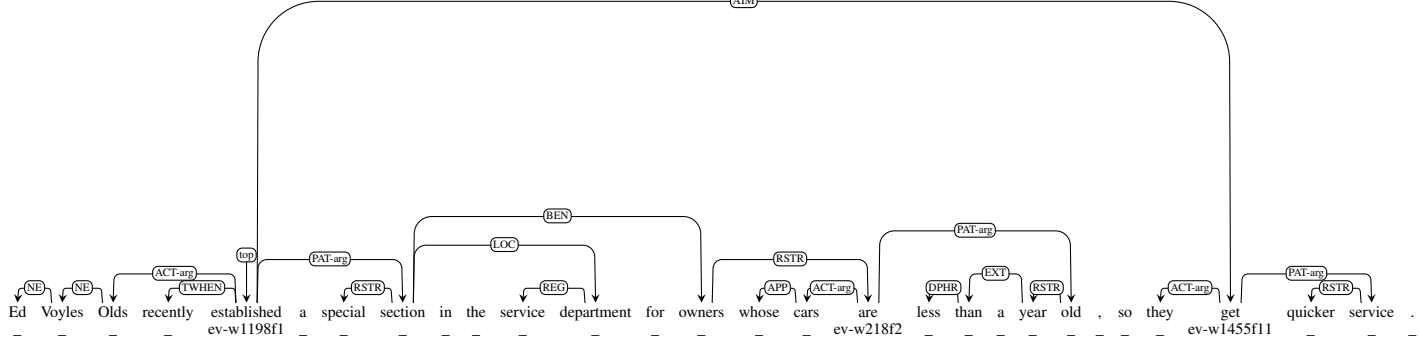 AIM
BEN
LOC
PAT-arg
top
PAT-arg
RSTR
ACT-arg
EXT
PAT-arg
NE NE TWHEN RSTR REG APP ACT-arg DPHR RSTR ACT-arg RSTR
Ed Voyles Olds recently established a special section in the service department for owners whose cars are less than a year old , so they get quicker service .
_ _ _ _ ev-w1198f1 _ _ _ _ _ _ _ _ _ _ _ ev-w218f2 _ _ _ _ _ _ _ _ ev-w1455f11 _ _ _